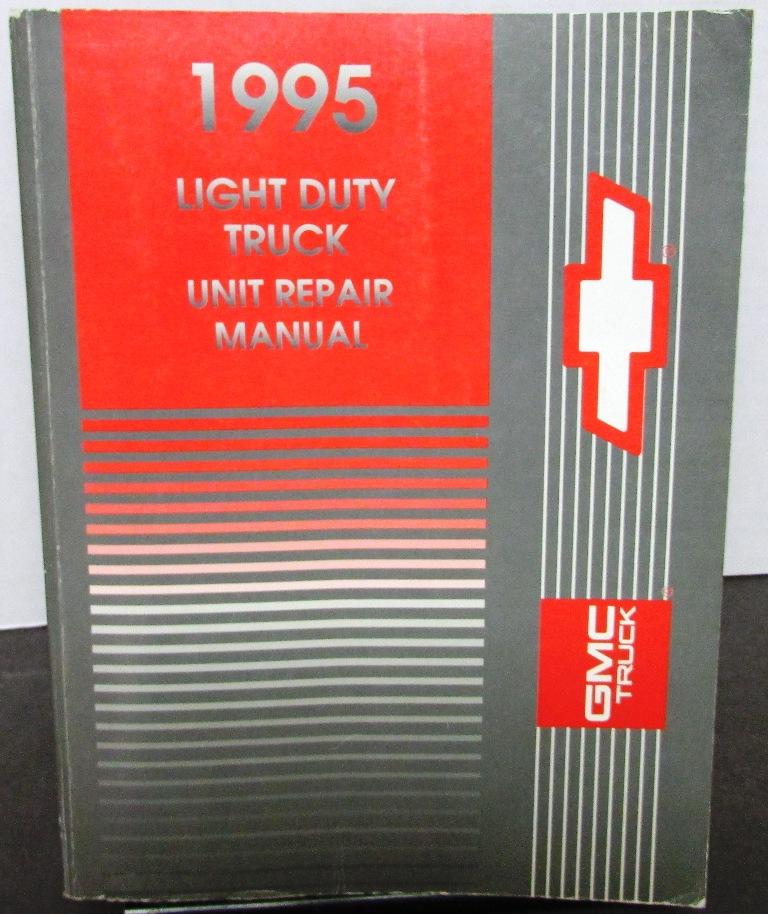 1995
LIGHT DUTY
TRUCK
UNIT REPAIR
MANUAL
®
GMC
TRUCK
®